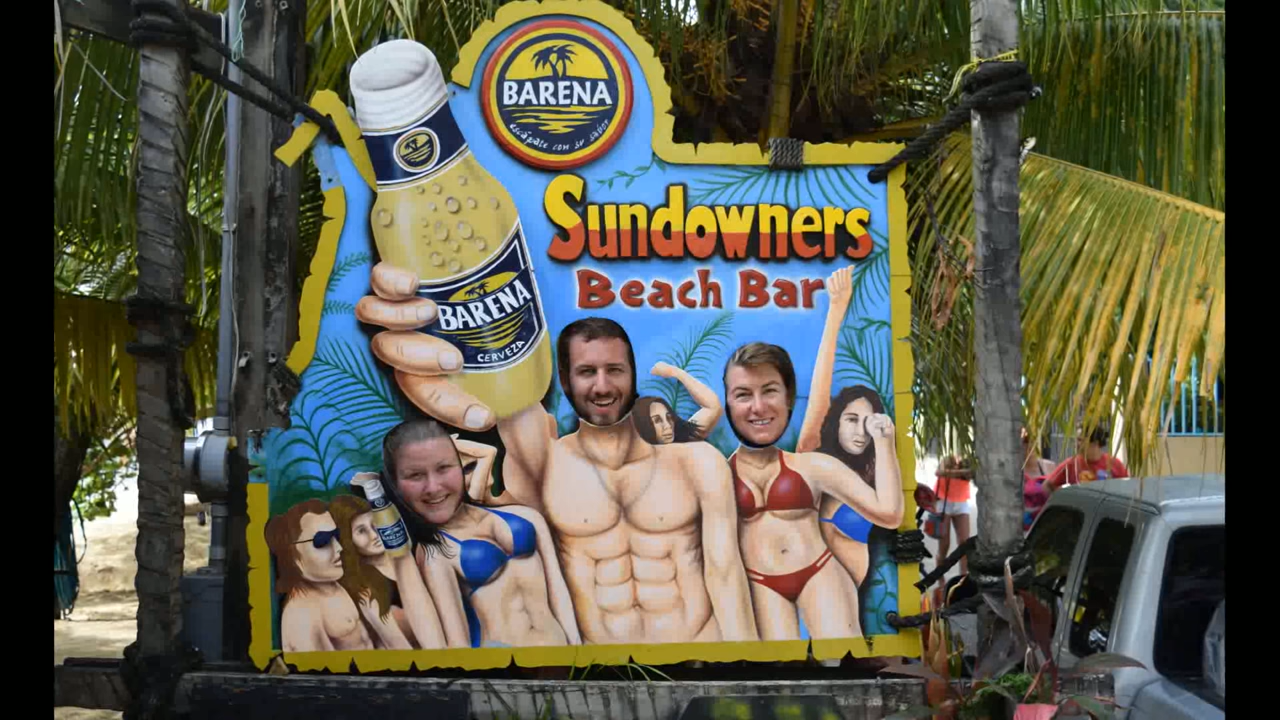 BARENA
escápate con su sabor
Sundowners
Beach Bar
BARENA
CERVEZA